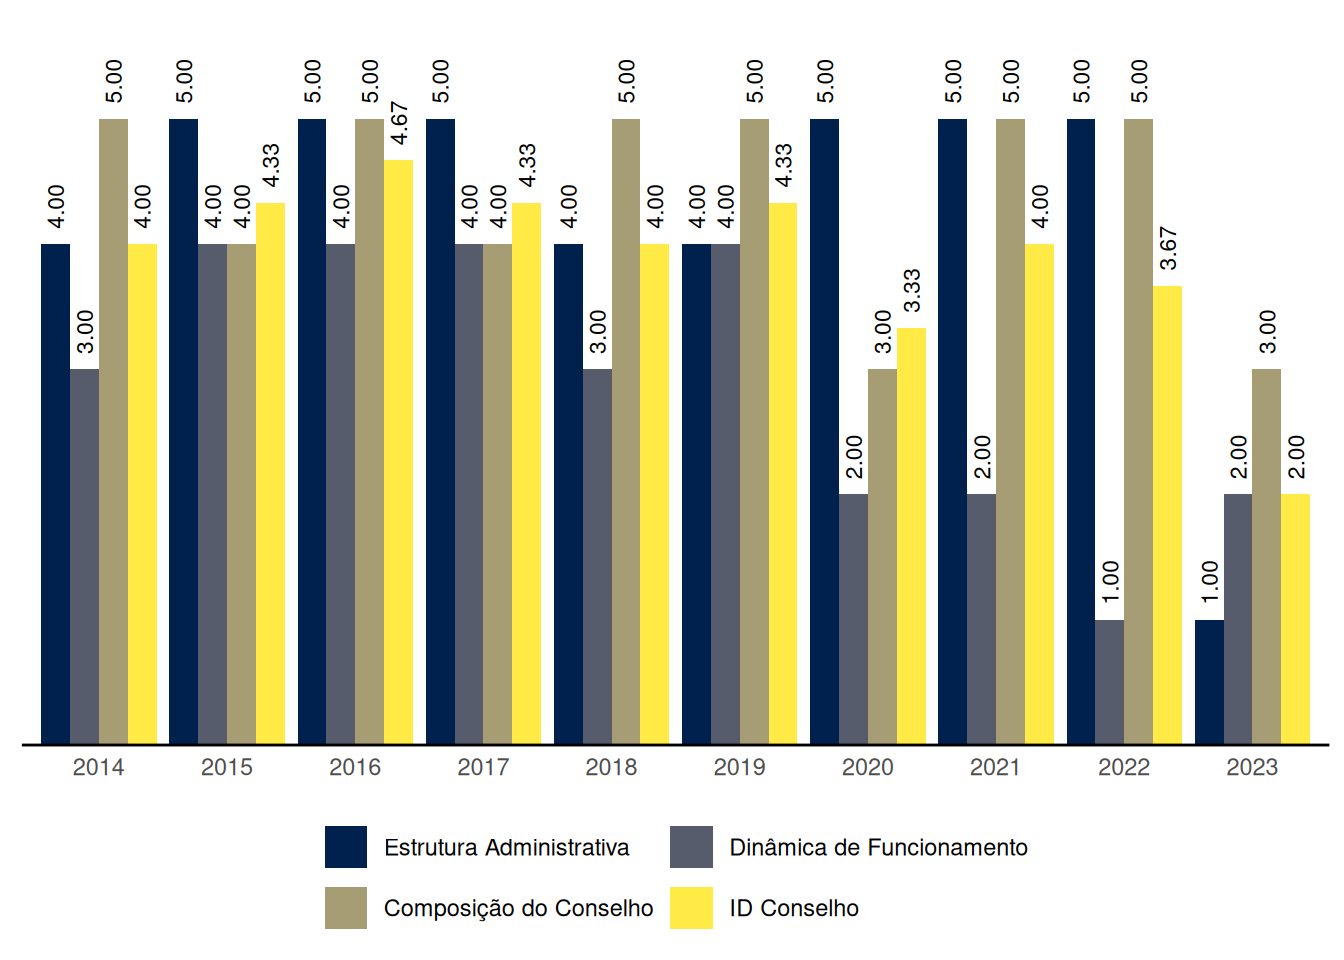 4.00 3.00 5.00 4.00 5.00 4.00 4.00 4.33 5.00 4.00 5.00 4.67 5.00 4.00 4.00 4.33 4.00 3.00 5.00 4.00 4.00 4.00 5.00 4.33 5.00 2.00 3.00 3.33 5.00 2.00 5.00 4.00 5.00 1.00 5.00 3.67 1.00 2.00 3.00 2.00
2014 2015 2016 2017 2018 2019 2020 2021 2022 2023
Estrutura Administrativa Dinâmica de Funcionamento
Composição do Conselho ID Conselho